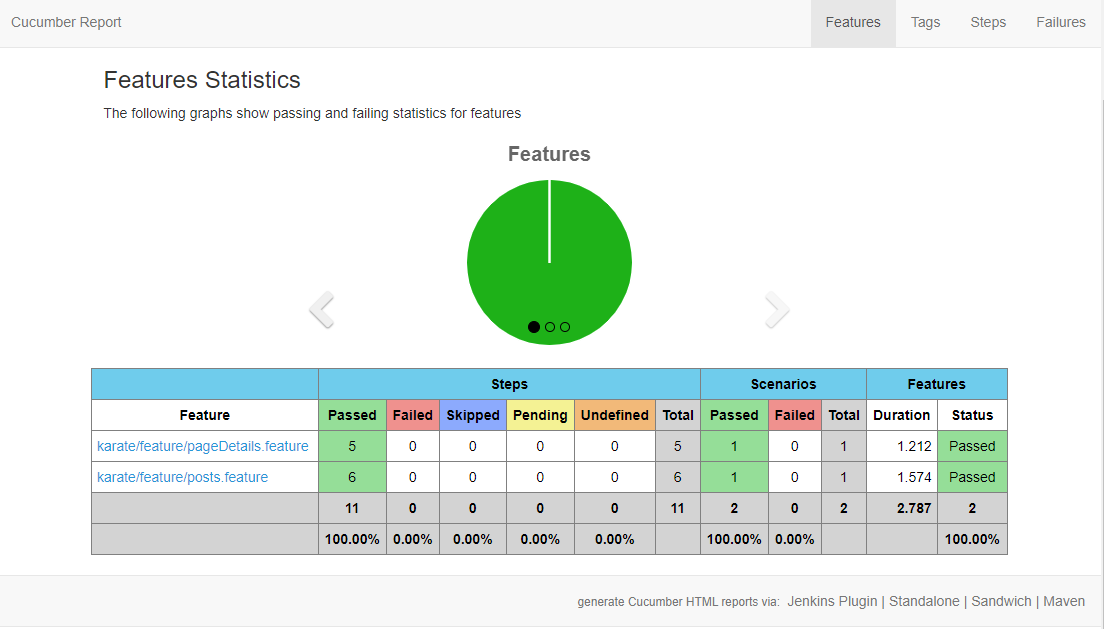 Cucumber Report Features Tags Steps Failures
Features Statistics
The following graphs show passing and failing statistics for features
Features
Steps Scenarios Features
Feature Passed Failed Skipped Pending Undefined Total Passed Failed Total Duration Status
karate/feature/pageDetails.feature 5 0 0 0 0 5 1 0 1 1.212 Passed
karate/feature/posts.feature 6 0 0 0 0 6 1 0 1 1.574 Passed
11 0 0 0 0 11 2 0 2 2.787 2
100.00% 0.00% 0.00% 0.00% 0.00% 100.00% 0.00% 100.00%
generate Cucumber HTML reports via: Jenkins Plugin | Standalone | Sandwich | Maven